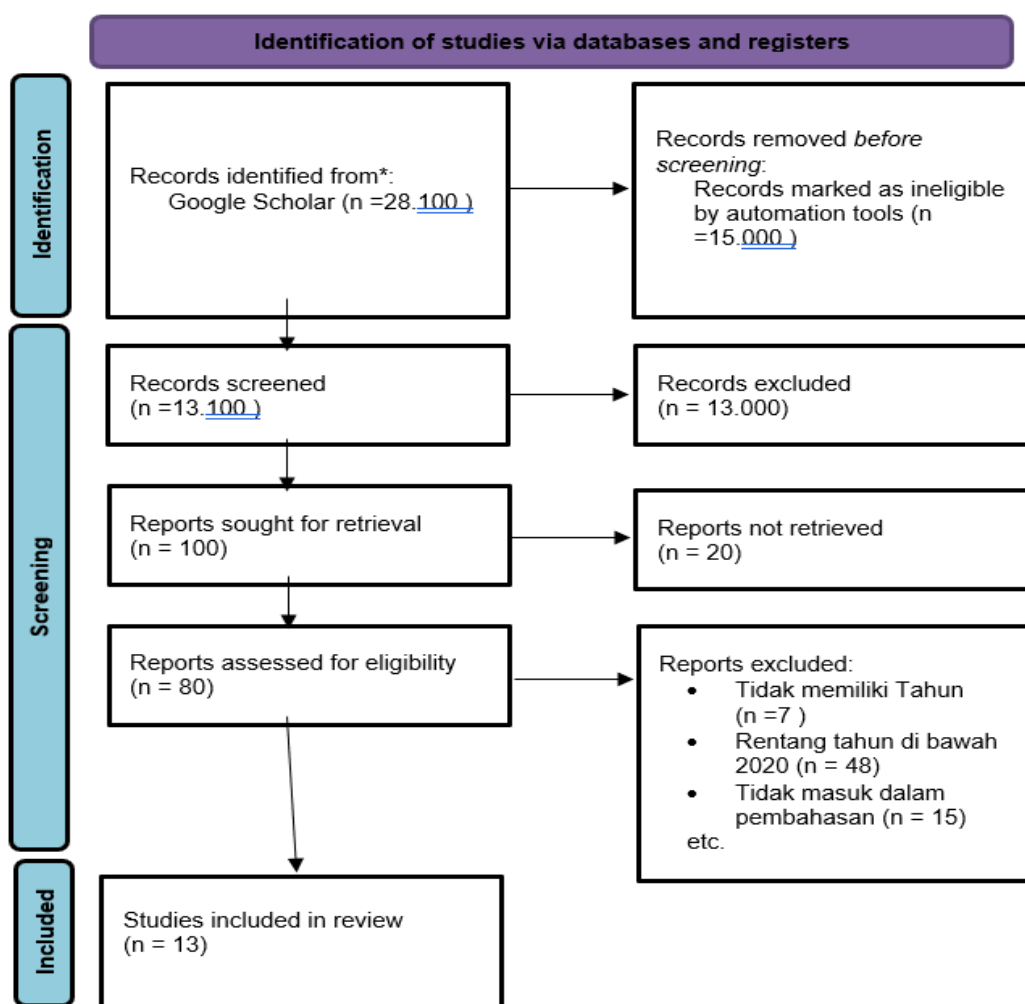 Identification of studies via databases and registers
Identification
Records identified from*:
Google Scholar (n =28.100 )
Records removed before
screening:
Records marked as ineligible
by automation tools (n
=15.000 )
Screening
Records screened
(n =13.100 )
Records excluded
(n = 13.000)
Reports sought for retrieval
(n = 100)
Reports not retrieved
(n = 20)
Reports assessed for eligibility
(n = 80)
Reports excluded:
• Tidak memiliki Tahun
(n =7 )
• Rentang tahun di bawah
2020 (n = 48)
• Tidak masuk dalam
pembahasan (n = 15)
etc.
Included
Studies included in review
(n = 13)